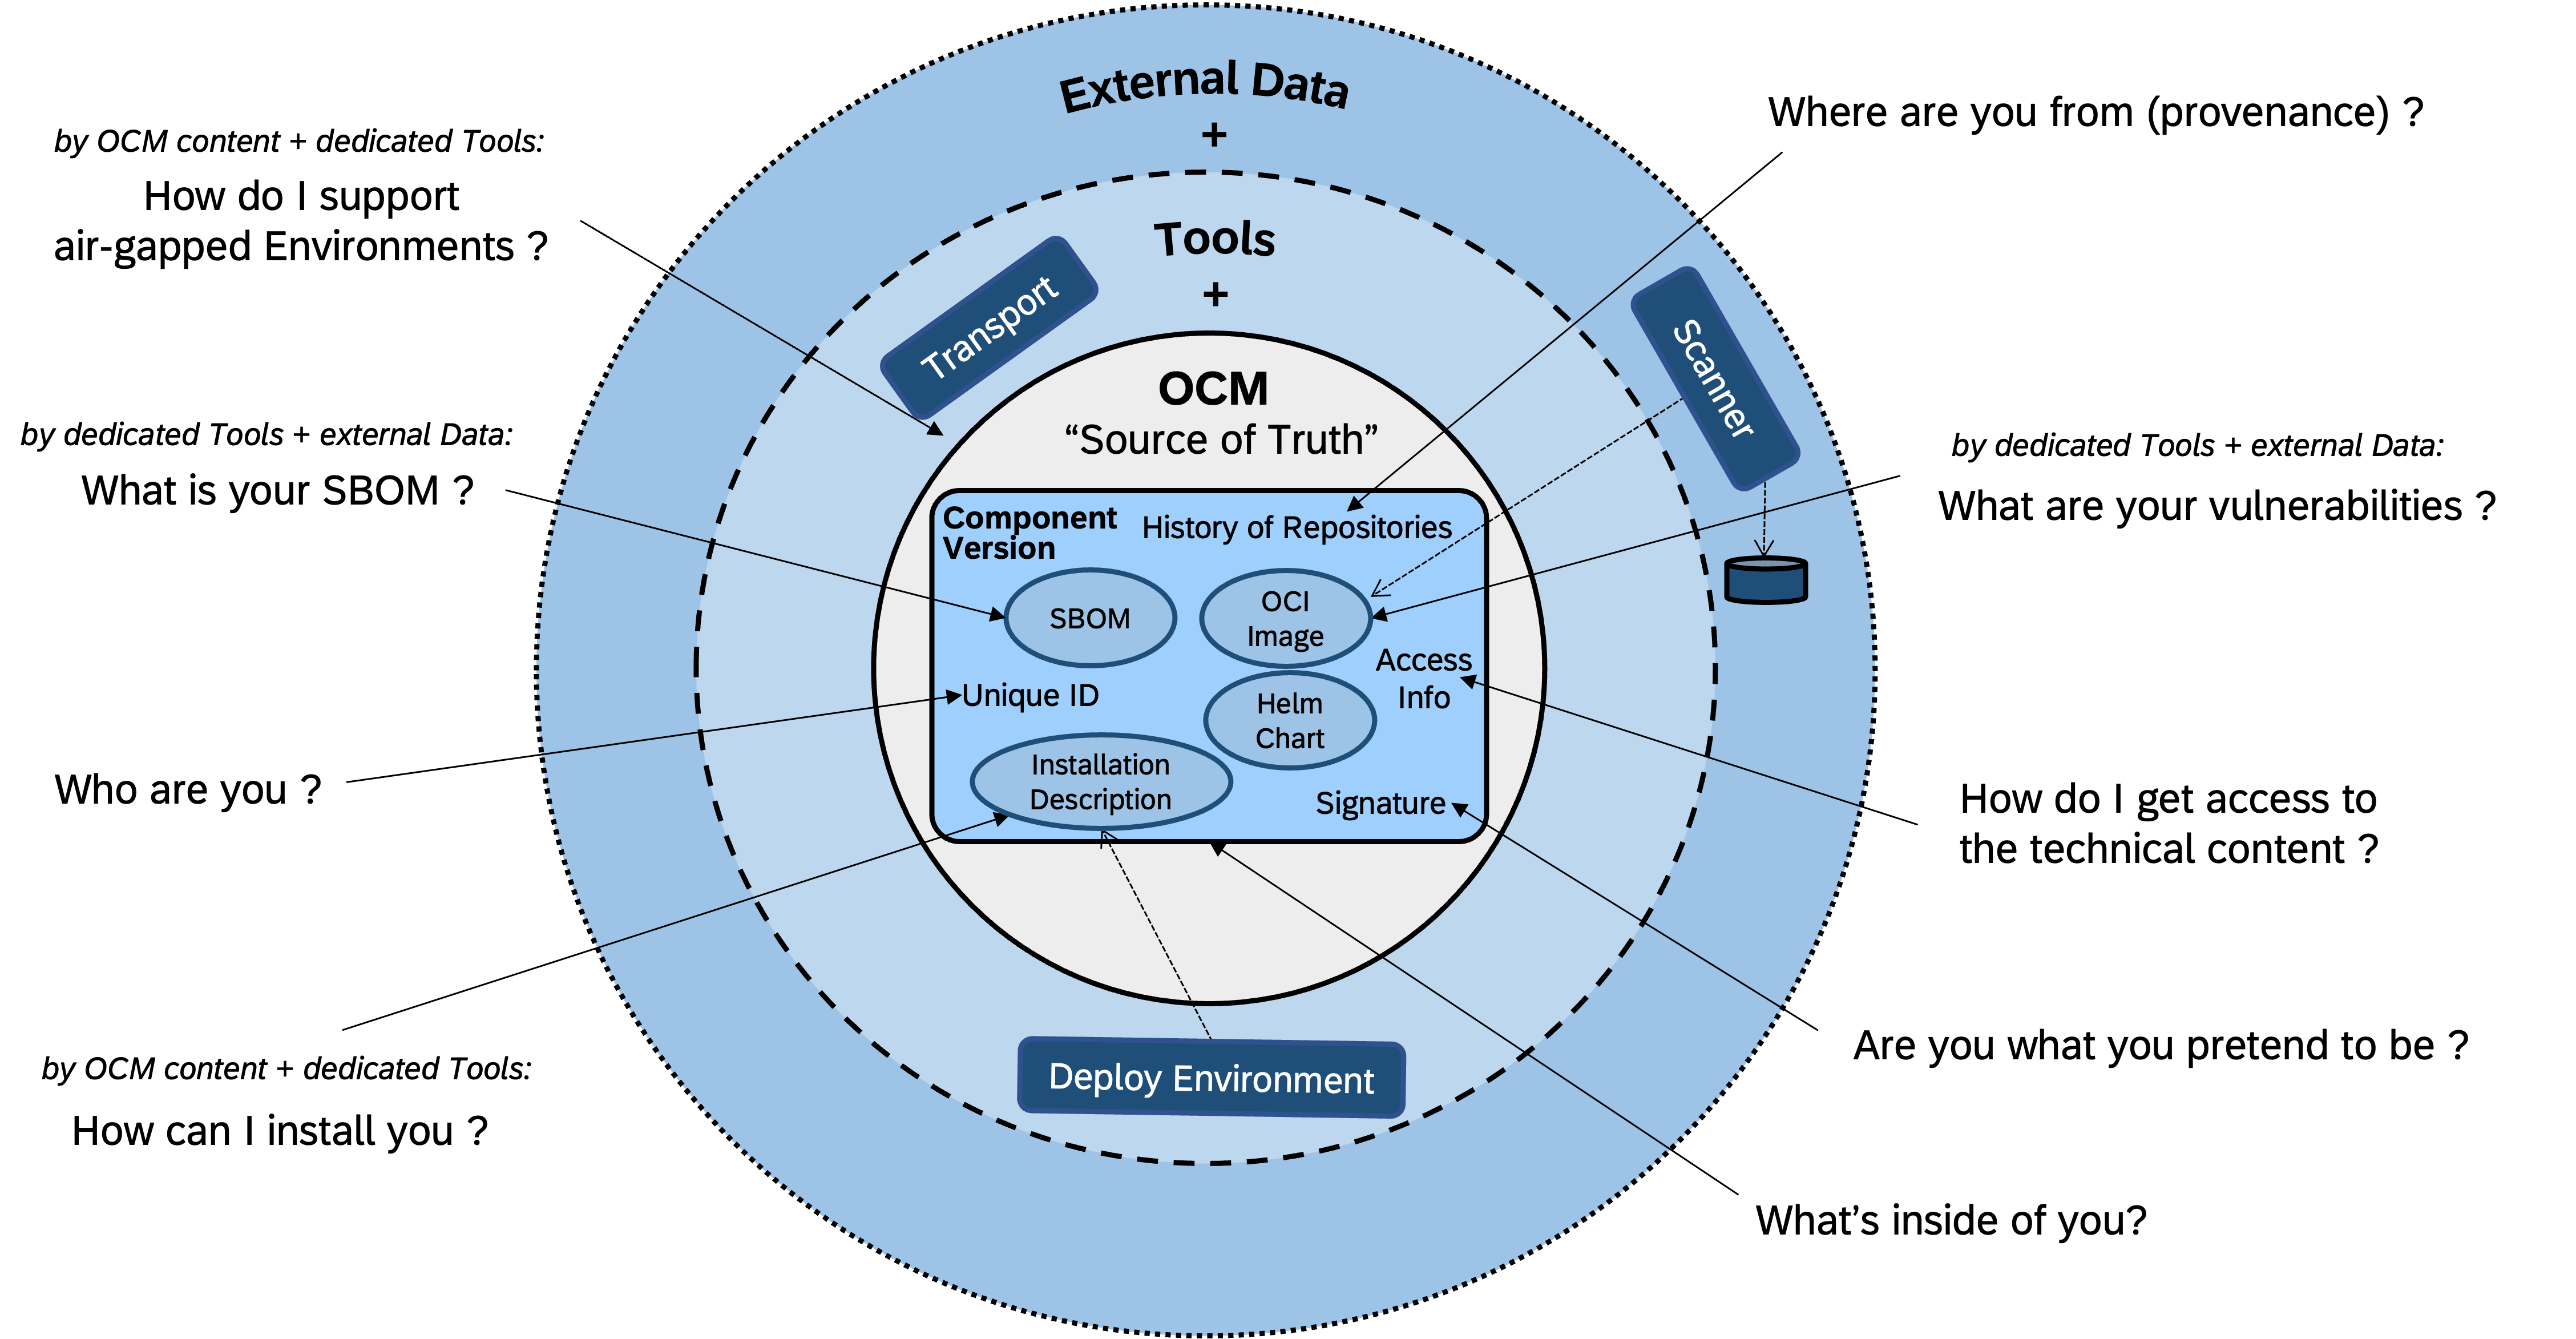 External Data
+
Tools
+
Transport
Scanner
OCM
“Source of Truth”
Component
Version
History of Repositories
SBOM
OCI
Image
Access
Info
Unique ID
Helm
Chart
Installation
Description
Signature
Deploy Environment
by OCM content + dedicated Tools:
How do I support
air-gapped Environments ?
by dedicated Tools + external Data:
What is your SBOM ?
Who are you ?
by OCM content + dedicated Tools:
How can I install you ?
Where are you from (provenance) ?
by dedicated Tools + external Data:
What are your vulnerabilities ?
How do I get access to
the technical content ?
Are you what you pretend to be ?
What’s inside of you?